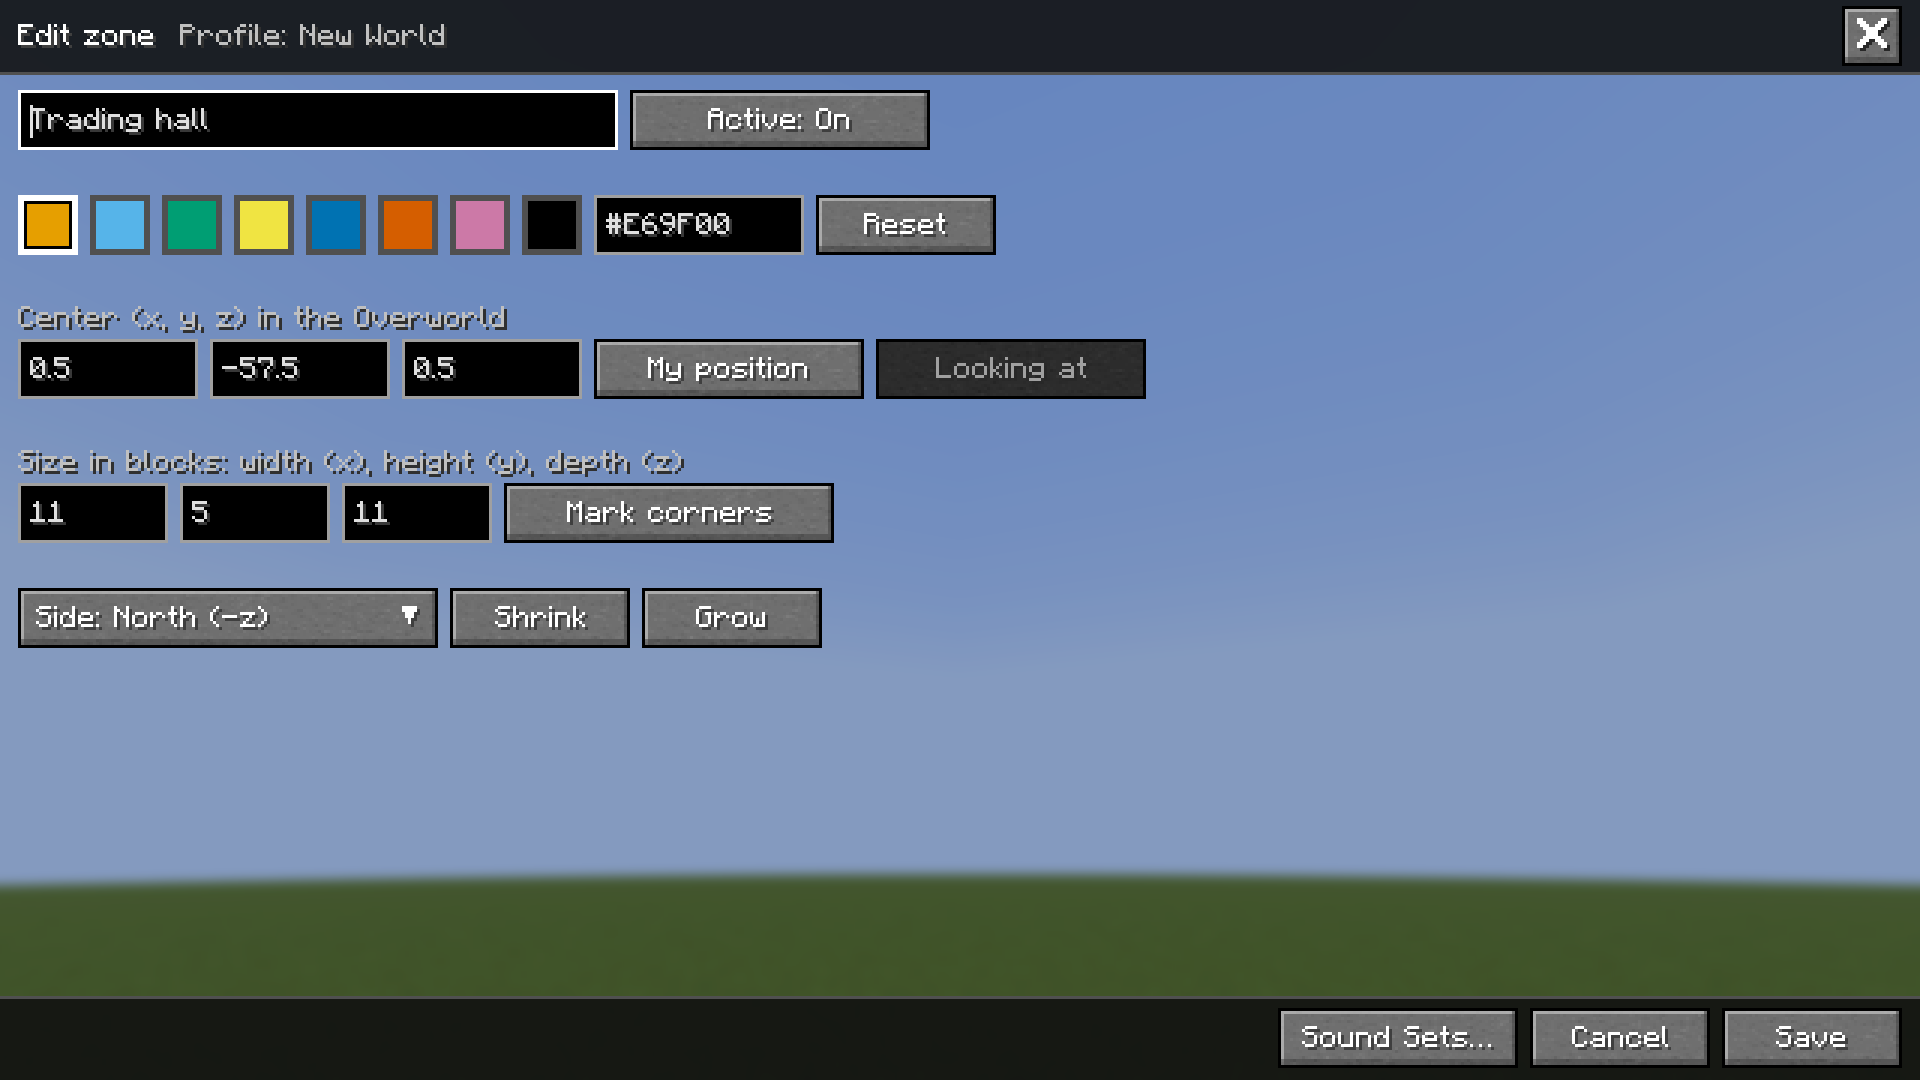 Edit zone Profile: New World
Trading hall Active: On
#E69F00 Reset
Center (x, y, z) in the Overworld
0.5 -57.5 0.5 My position Looking at
Size in blocks: width (x), height (y), depth (z)
11 5 11 Mark corners
Side: North (-z) ▼ Shrink Grow
Sound Sets... Cancel Save